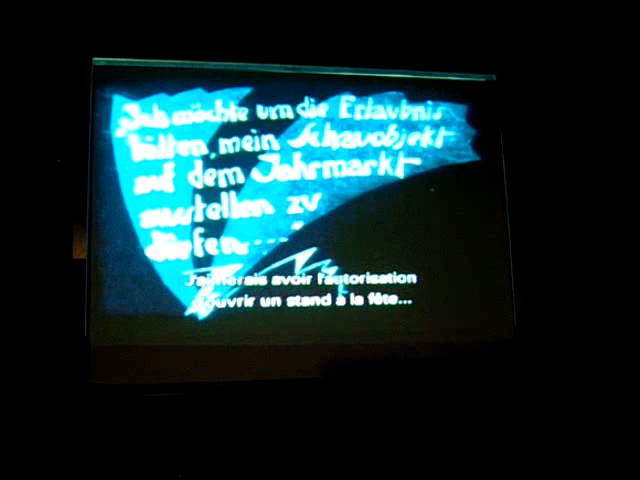 „Ich möchte um die Erlaubnis
bitten, mein Schauobjekt
auf dem Jahrmarkt
ausstellen zu
dürfen....“
J'aimerais avoir l'autorisation
d'ouvrir un stand à la fête...